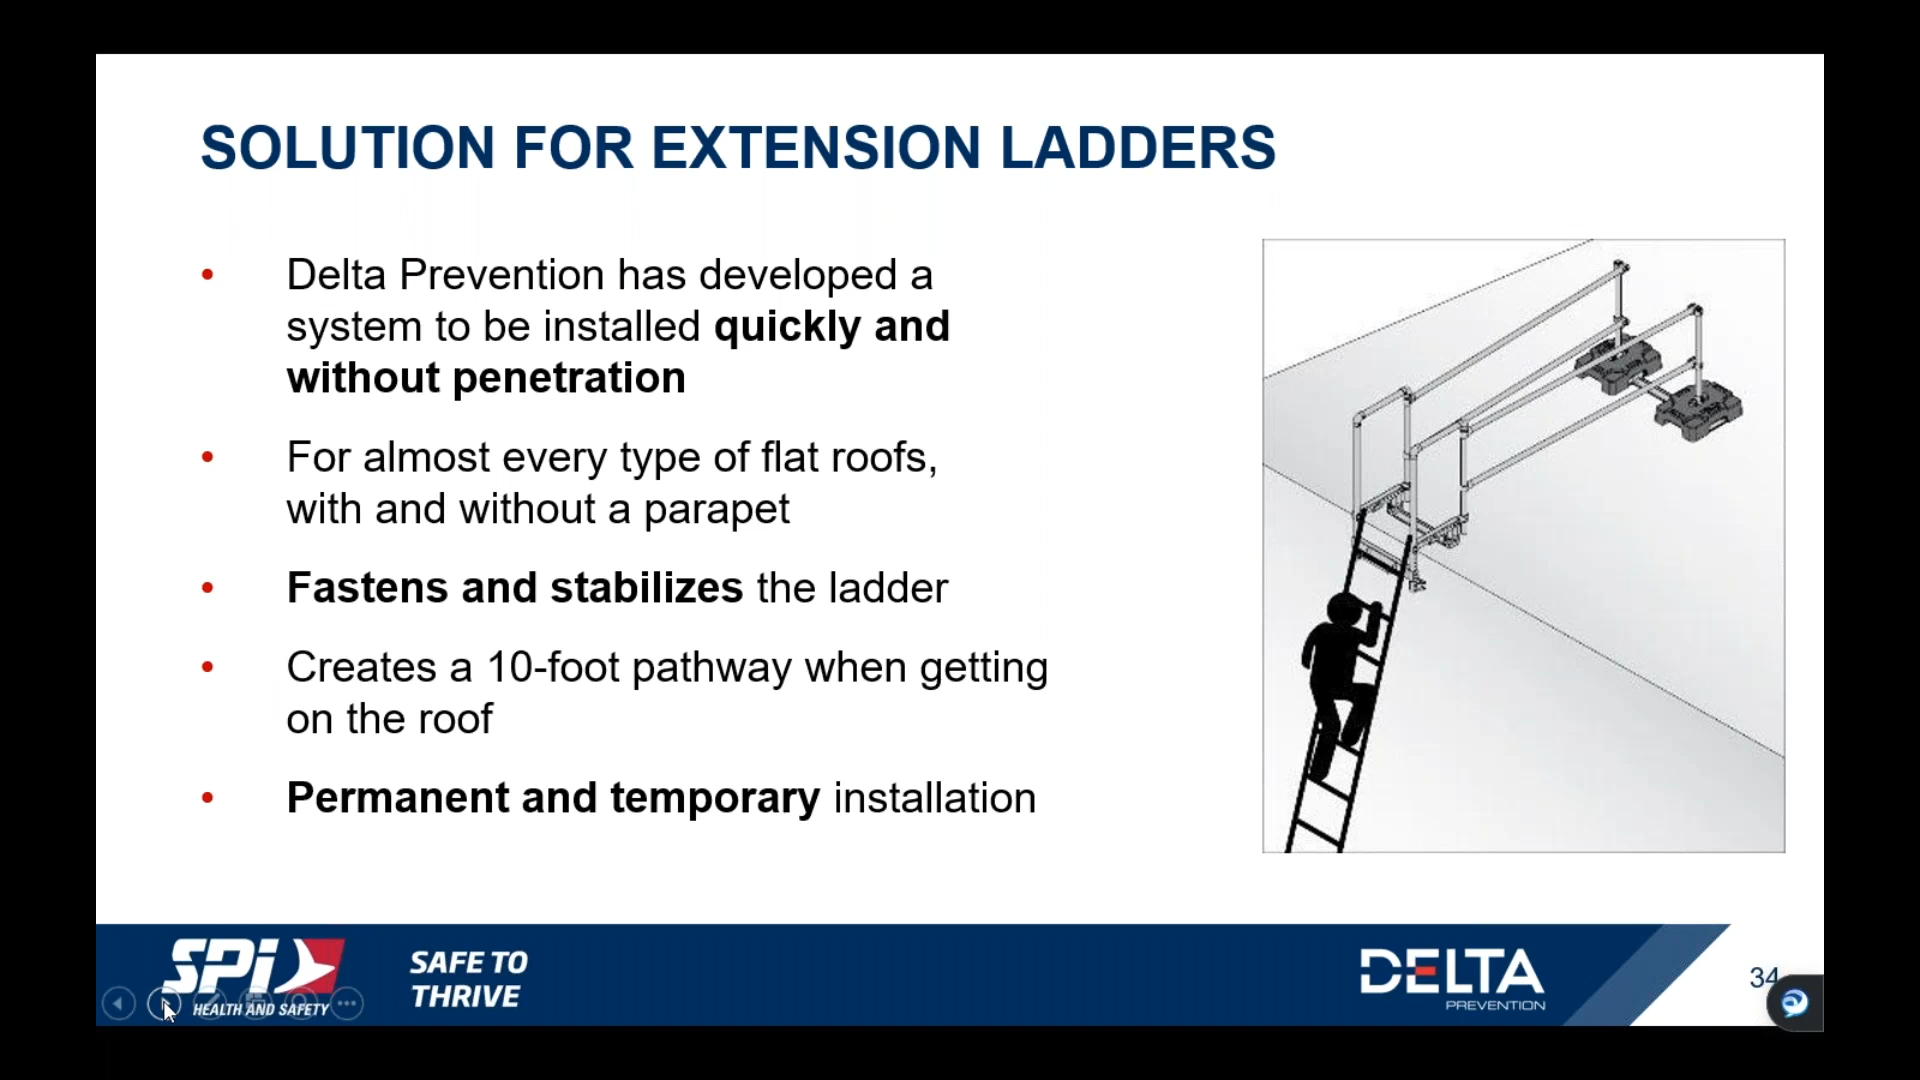 SOLUTION FOR EXTENSION LADDERS
• Delta Prevention has developed a
system to be installed quickly and
without penetration
• For almost every type of flat roofs,
with and without a parapet
• Fastens and stabilizes the ladder
• Creates a 10-foot pathway when getting
on the roof
• Permanent and temporary installation
SPi
HEALTH AND SAFETY
SAFE TO
THRIVE
DELTA
PREVENTION
34